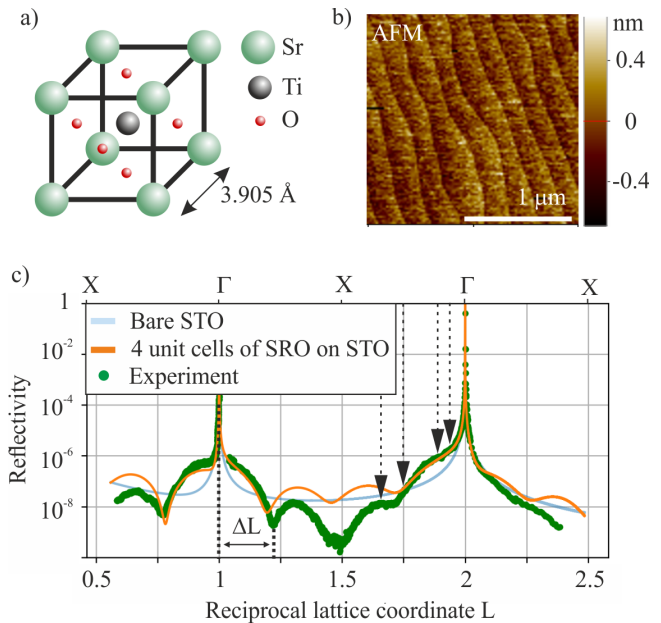 a)
Sr
Ti
O
3.905 Å
b)
nm
AFM
0.4
0
-0.4
1 µm
c)
X Γ X Γ X
Reflectivity
1
10⁻²
10⁻⁴
10⁻⁶
10⁻⁸
Bare STO
4 unit cells of SRO on STO
Experiment
ΔL
0.5 1 1.5 2 2.5
Reciprocal lattice coordinate L